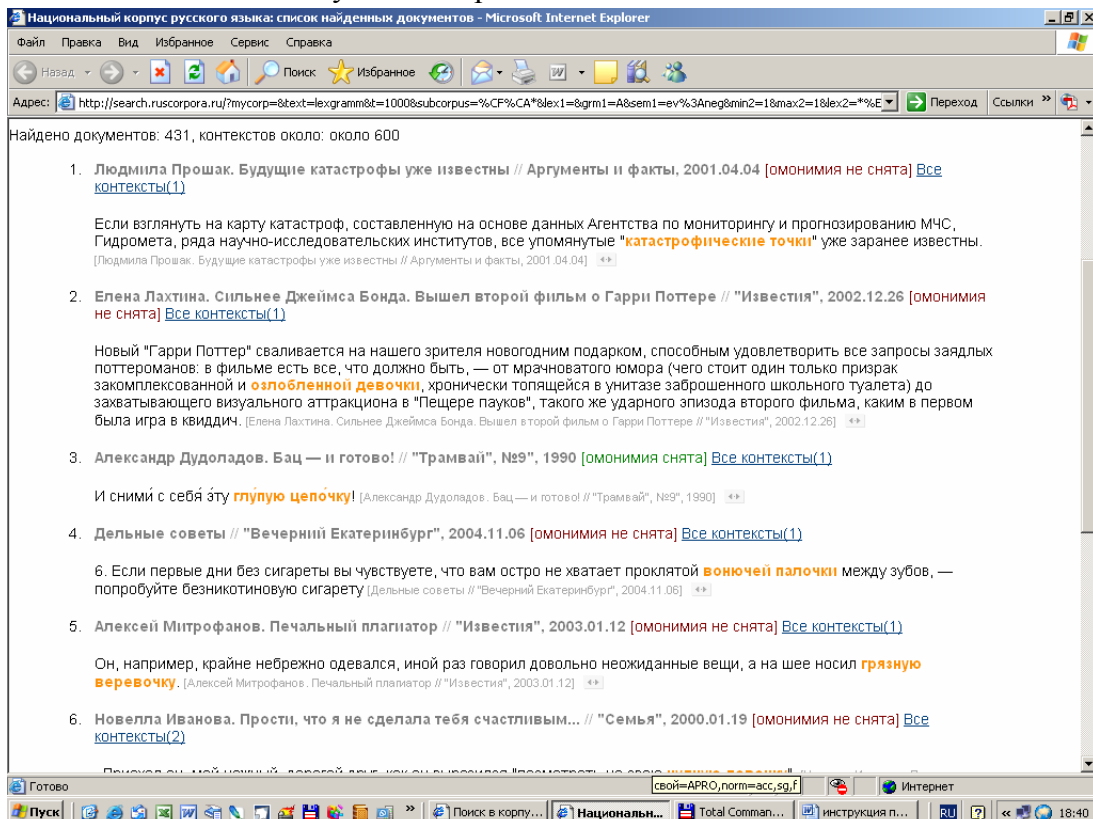 Национальный корпус русского языка: список найденных документов - Microsoft Internet Explorer
Файл Правка Вид Избранное Сервис Справка
Назад Поиск Избранное
Адрес: http://search.ruscorpora.ru/?mycorp=&text=lexgramm&t=1000&subcorpus=%CF%CA*&lex1=&grm1=A&sem1=ev%3Aneg&min2=1&max2=1&lex2=*%E Переход Ссылки »
Найдено документов: 431, контекстов около: около 600
1. Людмила Прошак. Будущие катастрофы уже известны // Аргументы и факты, 2001.04.04 [омонимия не снята] Все
контексты(1)
Если взглянуть на карту катастроф, составленную на основе данных Агентства по мониторингу и прогнозированию МЧС,
Гидромета, ряда научно-исследовательских институтов, все упомянутые "катастрофические точки" уже заранее известны.
[Людмила Прошак. Будущие катастрофы уже известны // Аргументы и факты, 2001.04.04]
2. Елена Лахтина. Сильнее Джеймса Бонда. Вышел второй фильм о Гарри Поттере // "Известия", 2002.12.26 [омонимия
не снята] Все контексты(1)
Новый "Гарри Поттер" сваливается на нашего зрителя новогодним подарком, способным удовлетворить все запросы заядлых
поттероманов: в фильме есть все, что должно быть, — от мрачноватого юмора (чего стоит один только призрак
закомплексованной и озлобленной девочки, хронически топящейся в унитазе заброшенного школьного туалета) до
захватывающего визуального аттракциона в "Пещере пауков", такого же ударного эпизода второго фильма, каким в первом
была игра в квиддич. [Елена Лахтина. Сильнее Джеймса Бонда. Вышел второй фильм о Гарри Поттере // "Известия", 2002.12.26]
3. Александр Дудоладов. Бац — и готово! // "Трамвай", №9", 1990 [омонимия снята] Все контексты(1)
И сними́ с себя́ э́ту глу́пую цепо́чку! [Александр Дудоладов. Бац — и готово! // "Трамвай", №9", 1990]
4. Дельные советы // "Вечерний Екатеринбург", 2004.11.06 [омонимия не снята] Все контексты(1)
6. Если первые дни без сигареты вы чувствуете, что вам остро не хватает проклятой вонючей палочки между зубов, —
попробуйте безникотиновую сигарету [Дельные советы // "Вечерний Екатеринбург", 2004.11.06]
5. Алексей Митрофанов. Печальный плагиатор // "Известия", 2003.01.12 [омонимия не снята] Все контексты(1)
Он, например, крайне небрежно одевался, иной раз говорил довольно неожиданные вещи, а на шее носил грязную
веревочку. [Алексей Митрофанов. Печальный плагиатор // "Известия", 2003.01.12]
6. Новелла Иванова. Прости, что я не сделала тебя счастливым... // "Семья", 2000.01.19 [омонимия не снята] Все
контексты(2)
Готово свой=APRO,norm=acc,sg,f Интернет
Пуск » Поиск в корпу... Национальн... Total Comman... инструкция п... RU « 18:40